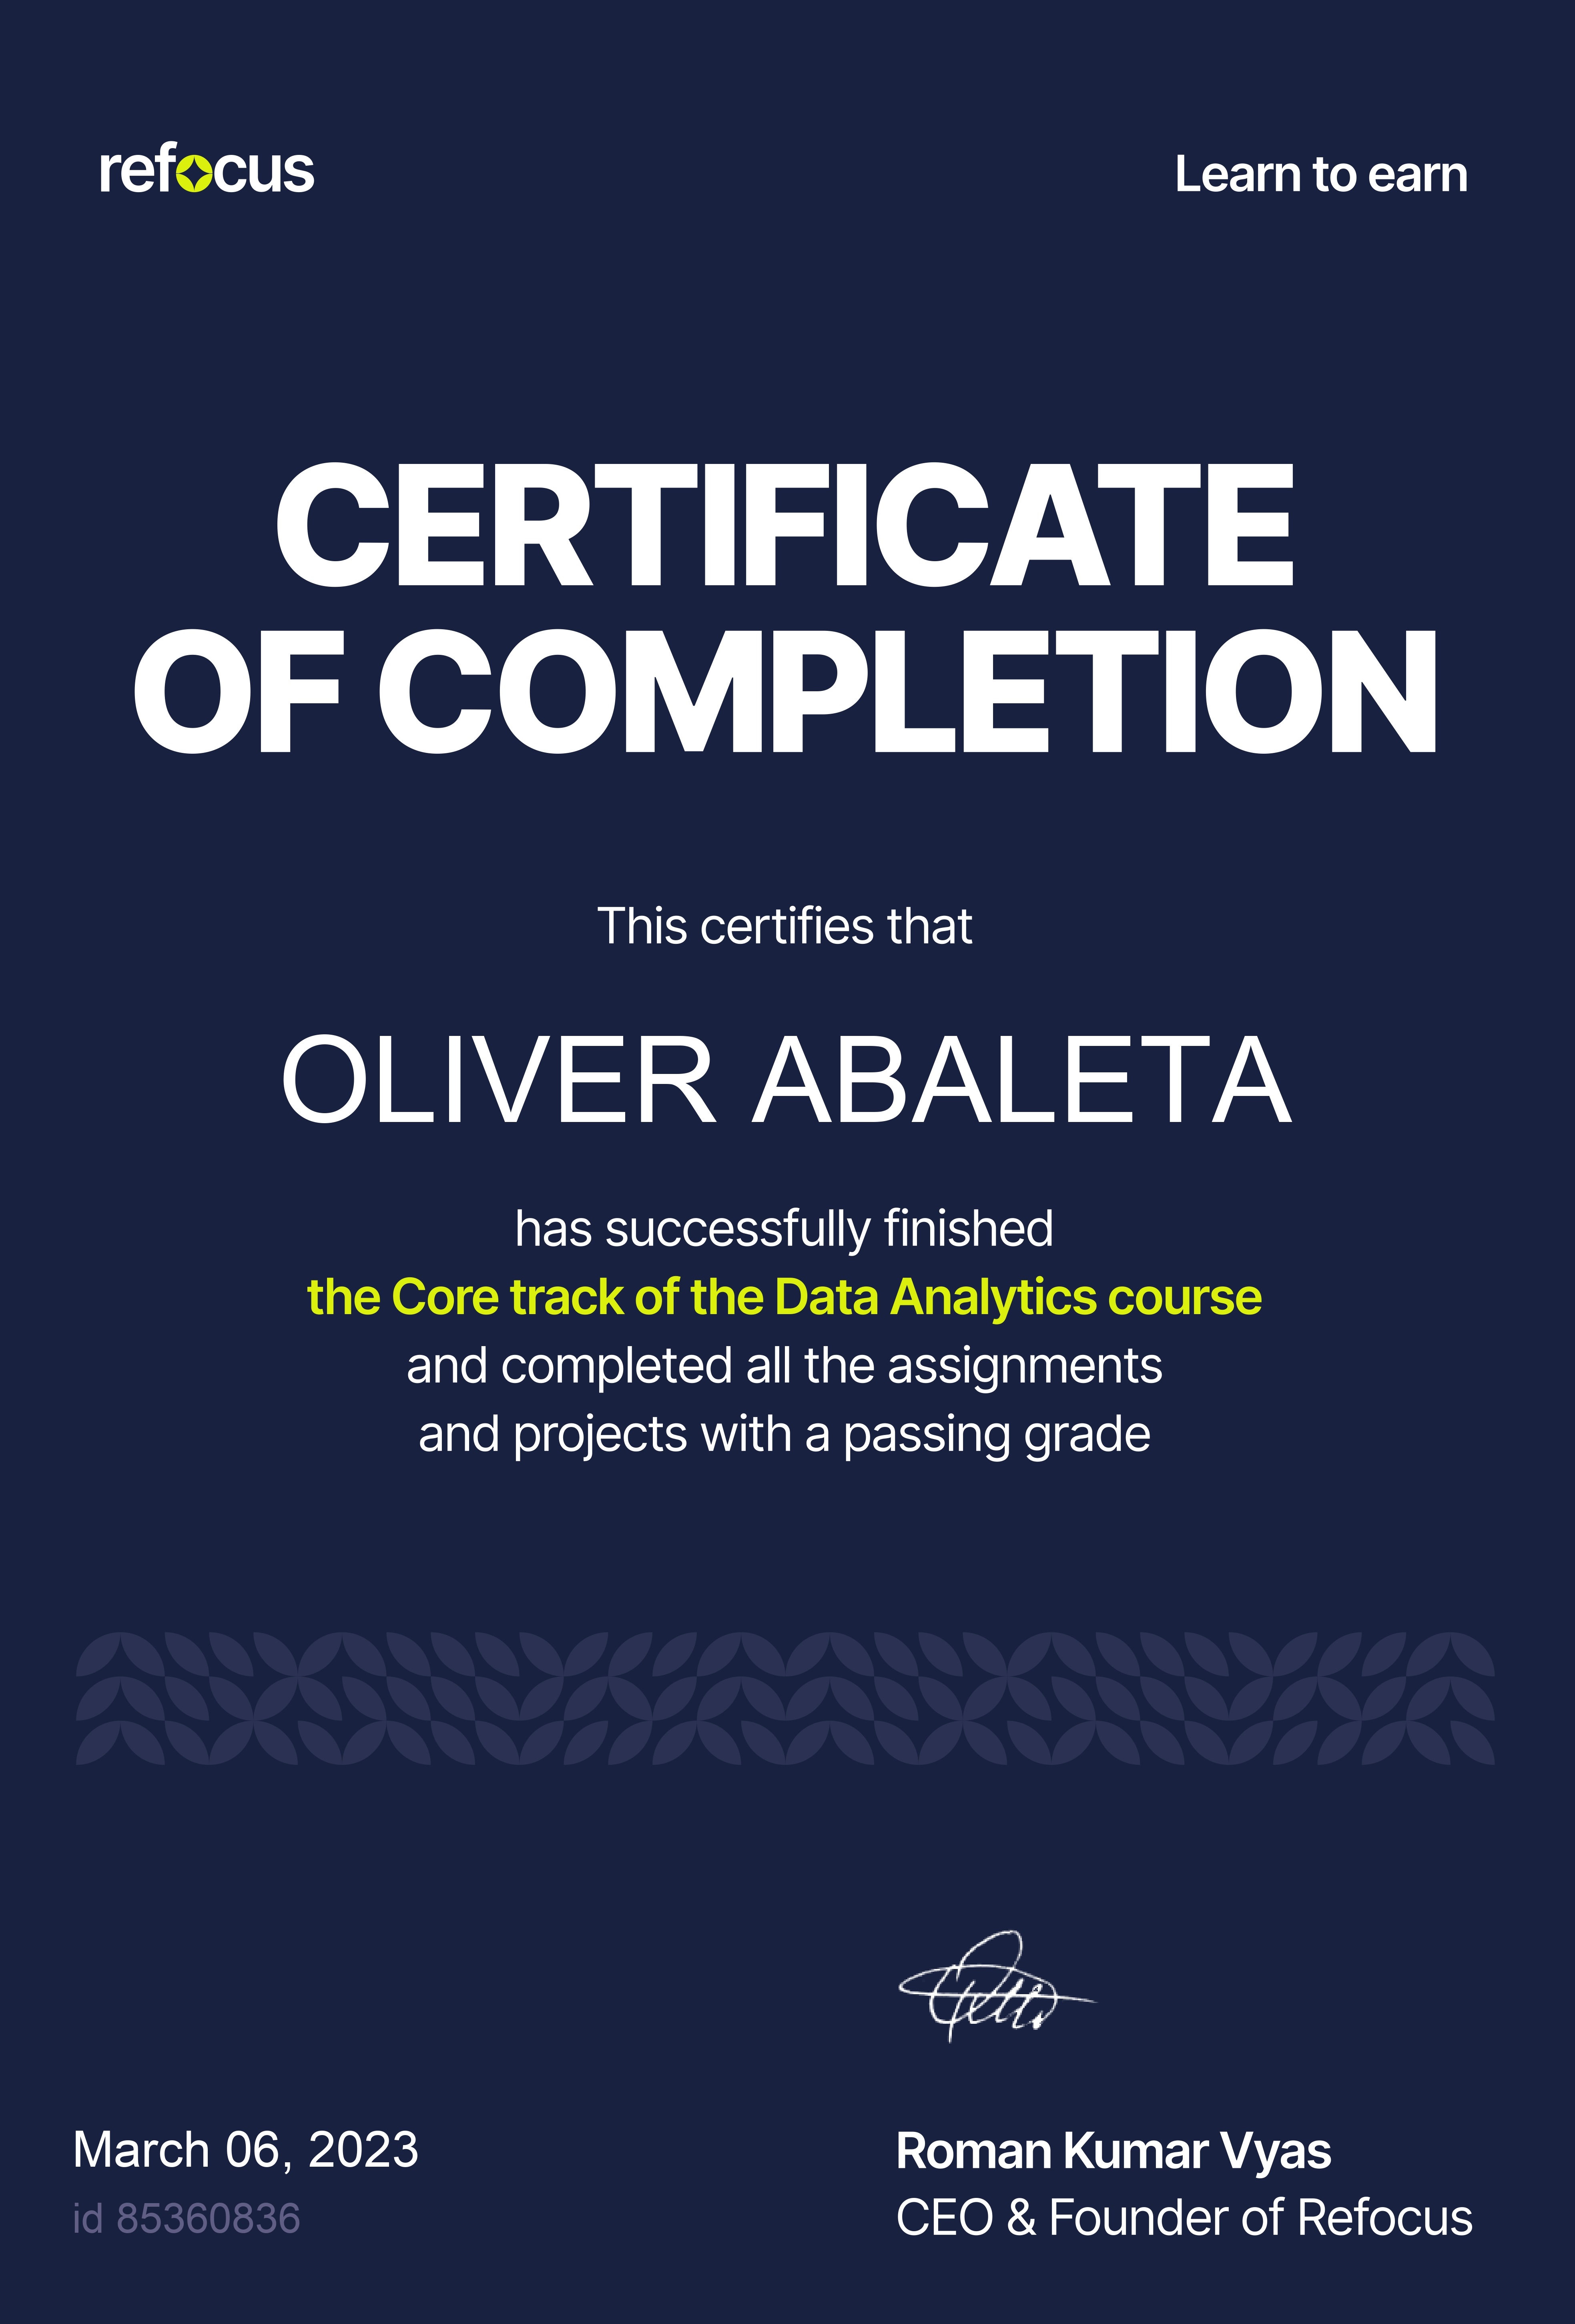 refocus
Learn to earn
CERTIFICATE
OF COMPLETION
This certifies that
OLIVER ABALETA
has successfully finished
the Core track of the Data Analytics course
and completed all the assignments
and projects with a passing grade
March 06, 2023
id 85360836
Roman Kumar Vyas
CEO & Founder of Refocus